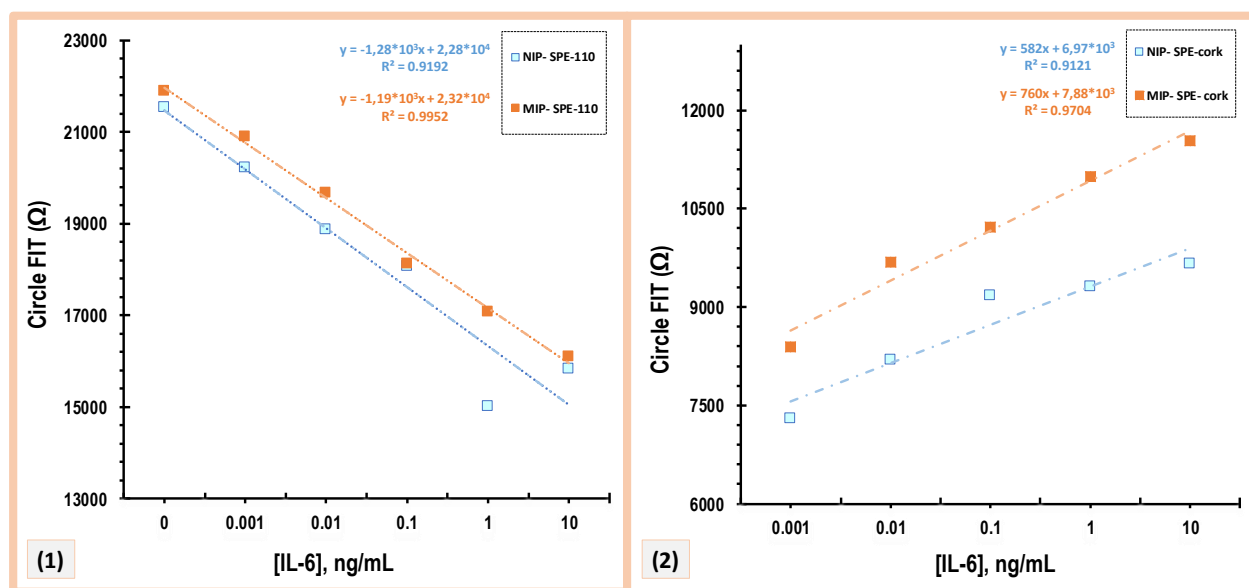 23000
21000
19000
17000
15000
13000
Circle FIT (Ω)
y = -1,28*10³x + 2,28*10⁴
R² = 0.9192
y = -1,19*10³x + 2,32*10⁴
R² = 0.9952
NIP- SPE-110
MIP- SPE-110
0 0.001 0.01 0.1 1 10
[IL-6], ng/mL
(1)
12000
10500
9000
7500
6000
Circle FIT (Ω)
y = 582x + 6,97*10³
R² = 0.9121
y = 760x + 7,88*10³
R² = 0.9704
NIP- SPE-cork
MIP- SPE- cork
0.001 0.01 0.1 1 10
[IL-6], ng/mL
(2)